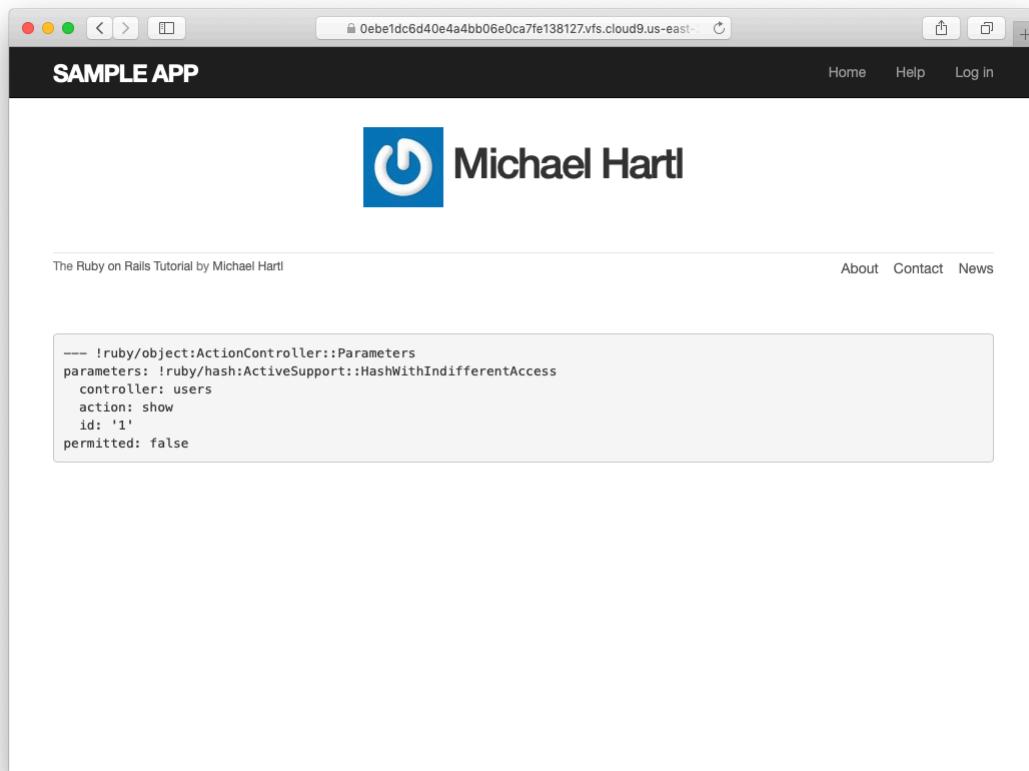 0ebe1dc6d40e4a4bb06e0ca7fe138127.vfs.cloud9.us-east-
SAMPLE APP
Home Help Log in
Michael Hartl
The Ruby on Rails Tutorial by Michael Hartl
About Contact News
--- !ruby/object:ActionController::Parameters
parameters: !ruby/hash:ActiveSupport::HashWithIndifferentAccess
  controller: users
  action: show
  id: '1'
permitted: false